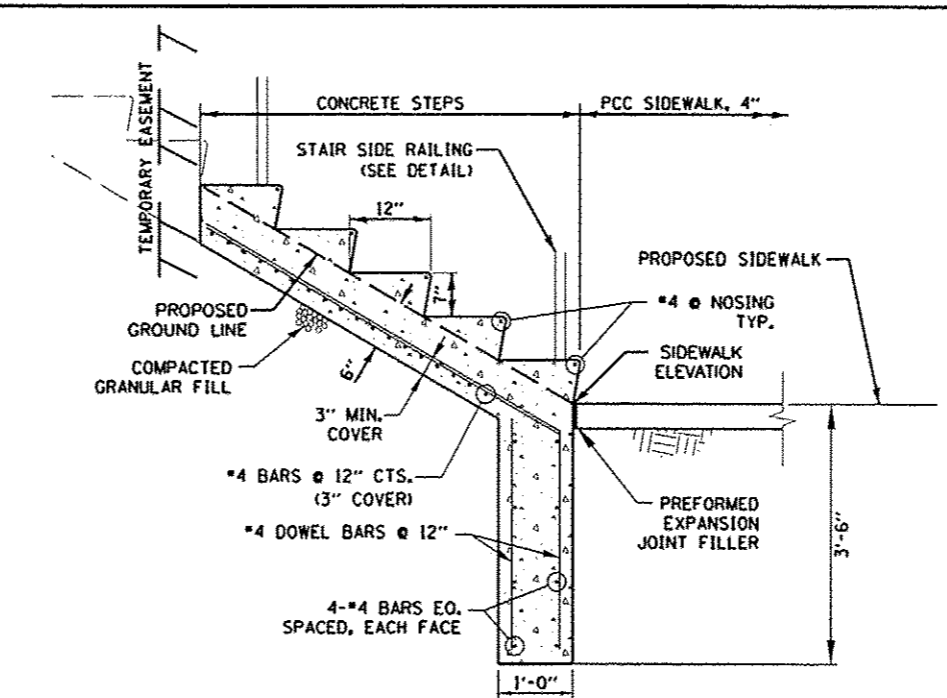 TEMPORARY EASEMENT
CONCRETE STEPS
PCC SIDEWALK, 4"
STAIR SIDE RAILING
(SEE DETAIL)
12"
PROPOSED SIDEWALK
7"
PROPOSED
GROUND LINE
#4 @ NOSING
TYP.
COMPACTED
GRANULAR FILL
SIDEWALK
ELEVATION
6"
3" MIN.
COVER
#4 BARS @ 12" CTS.
(3" COVER)
PREFORMED
EXPANSION
JOINT FILLER
#4 DOWEL BARS @ 12"
3'-6"
4-#4 BARS EQ.
SPACED, EACH FACE
1'-0"